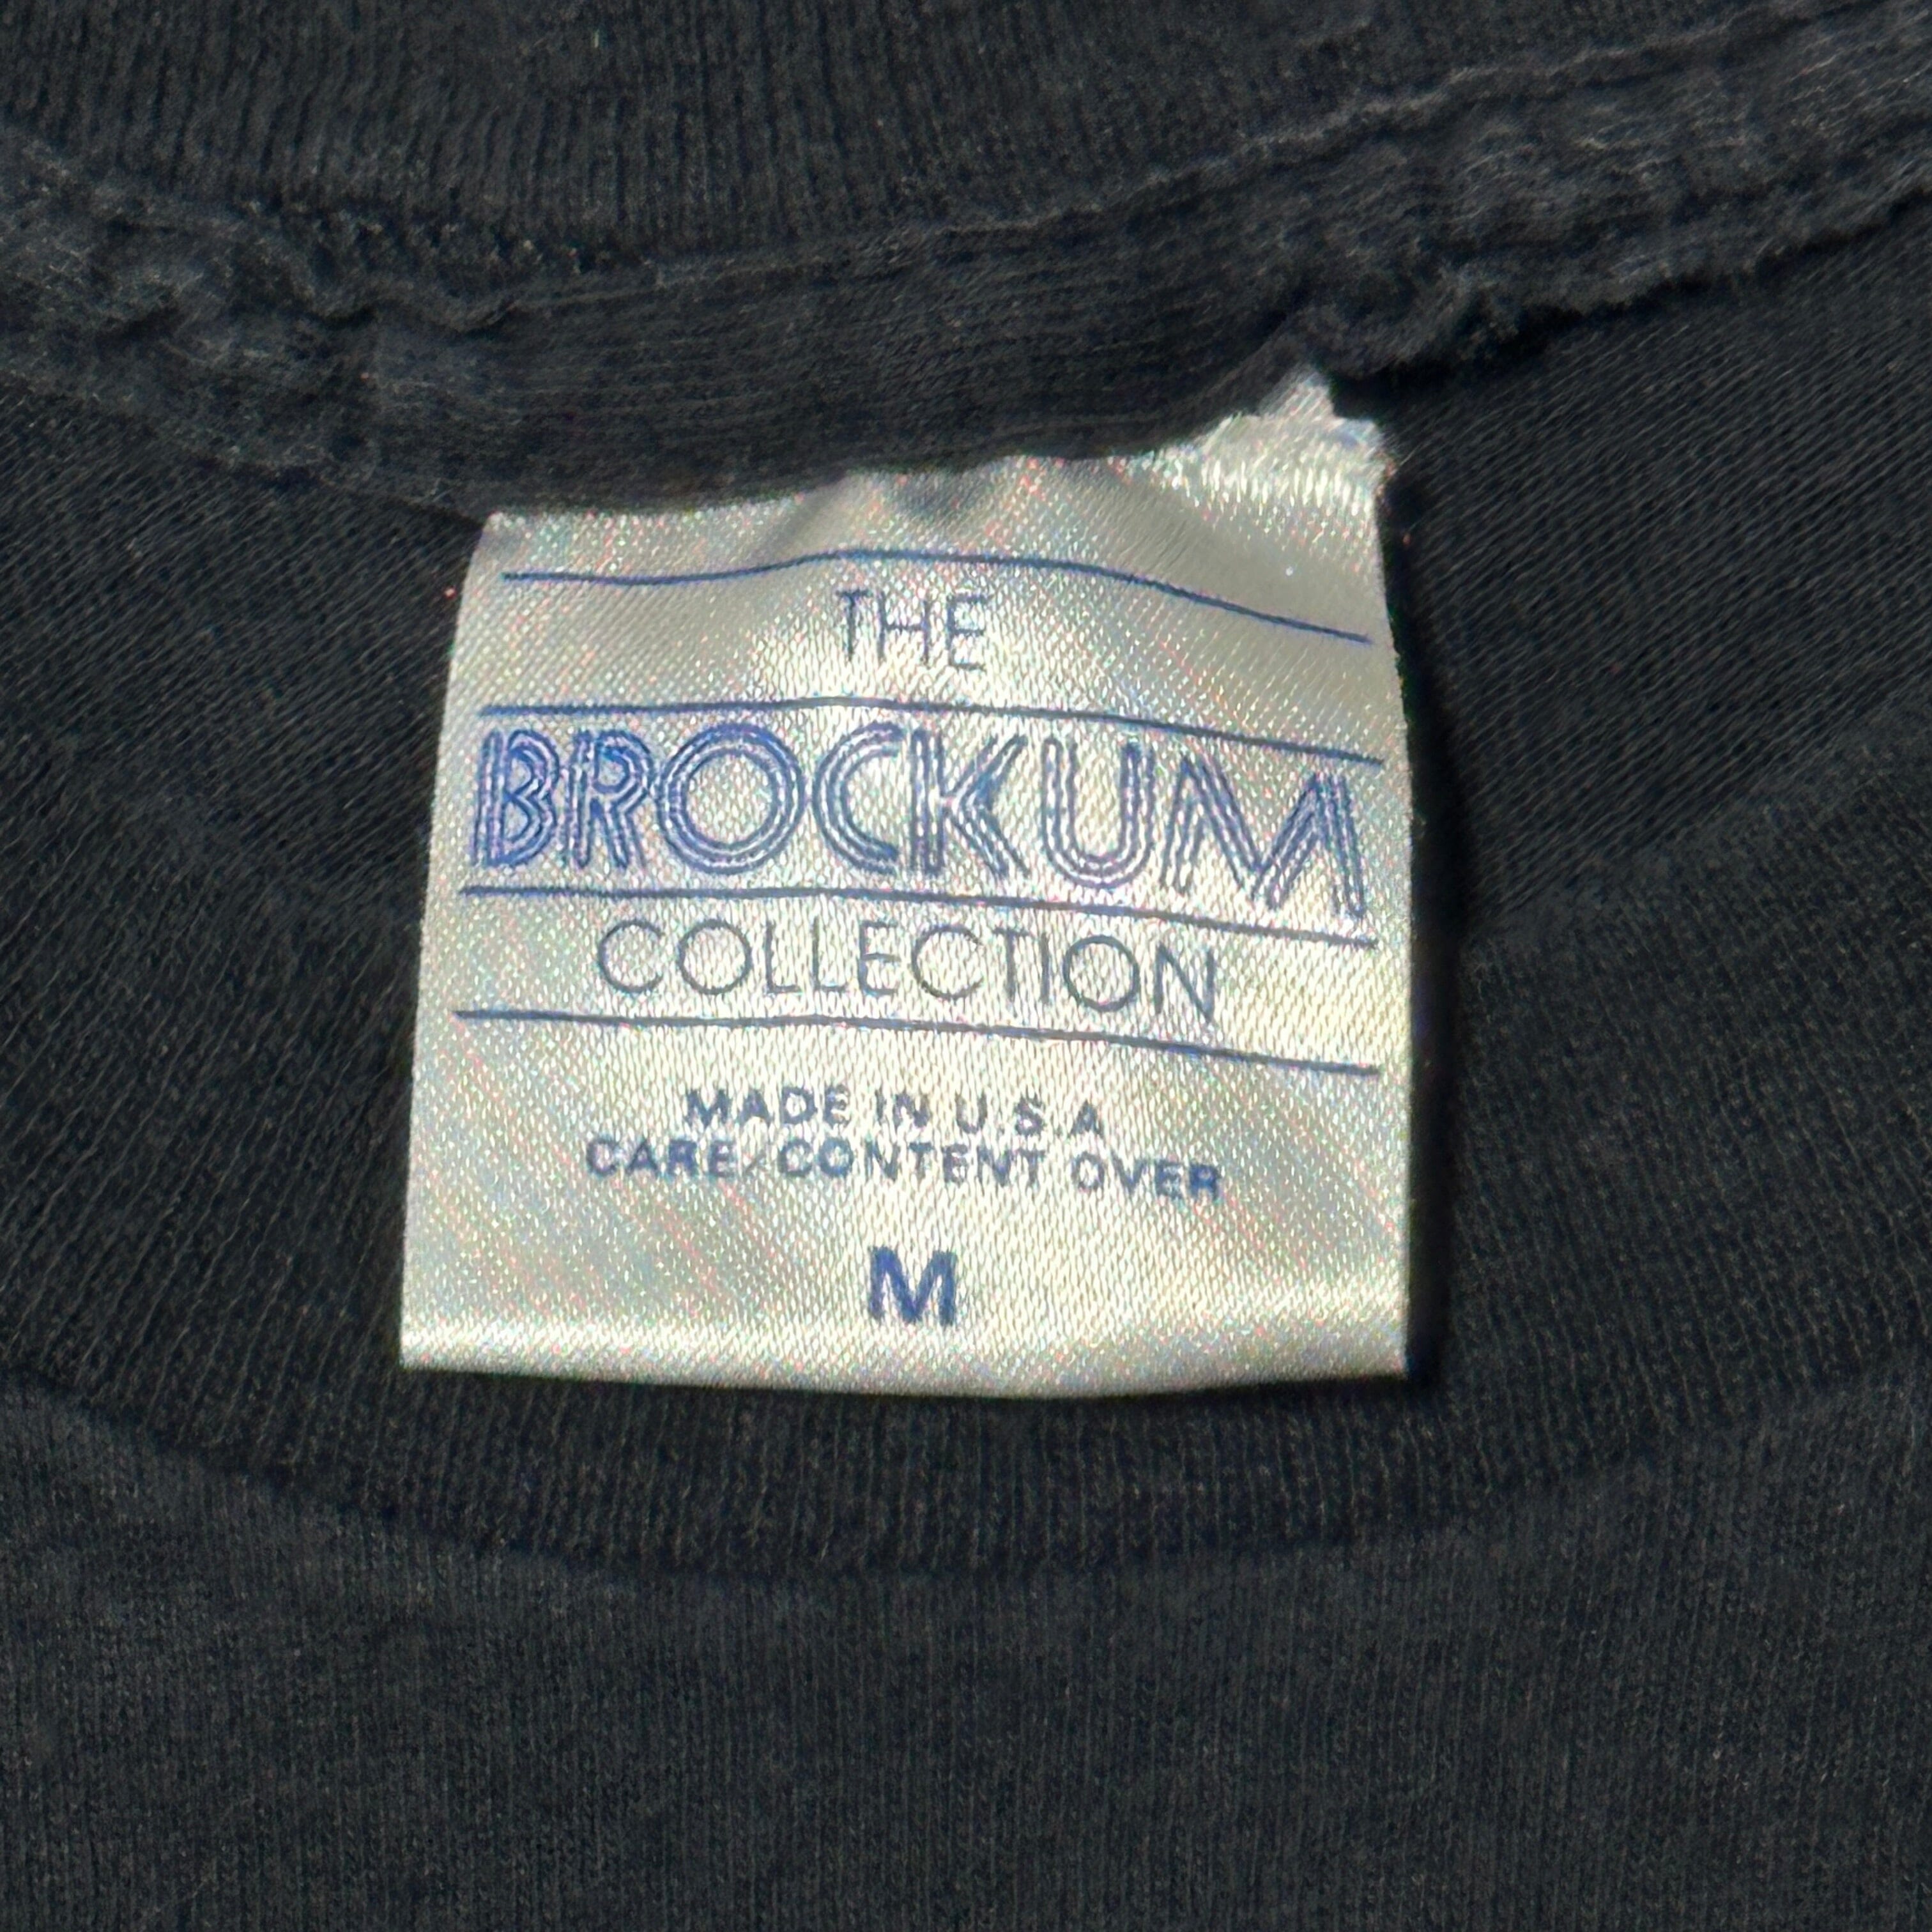 THE
BROCKUM
COLLECTION
MADE IN U.S.A
CARE/CONTENT OVER
M